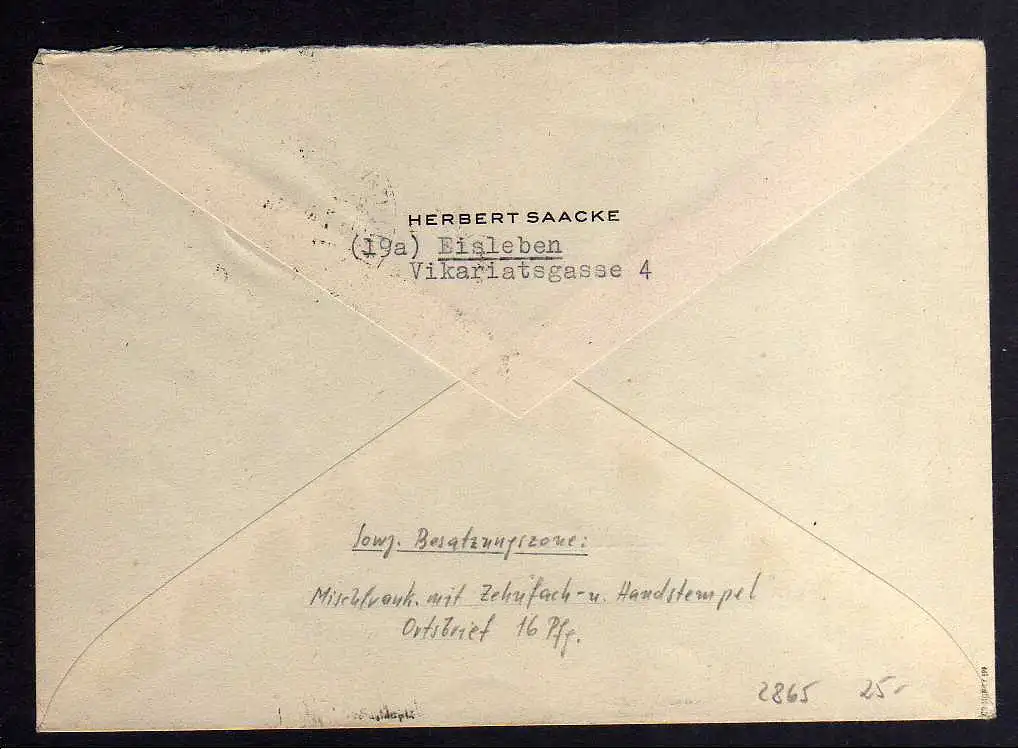 HERBERT SAACKE
(19a) Eisleben
Vikariatsgasse 4
Sowj. Besatzungszone:
Mischfrank. mit Zehnfach- u. Handstempel
Ortsbrief 16 Pfg.
2865 25-